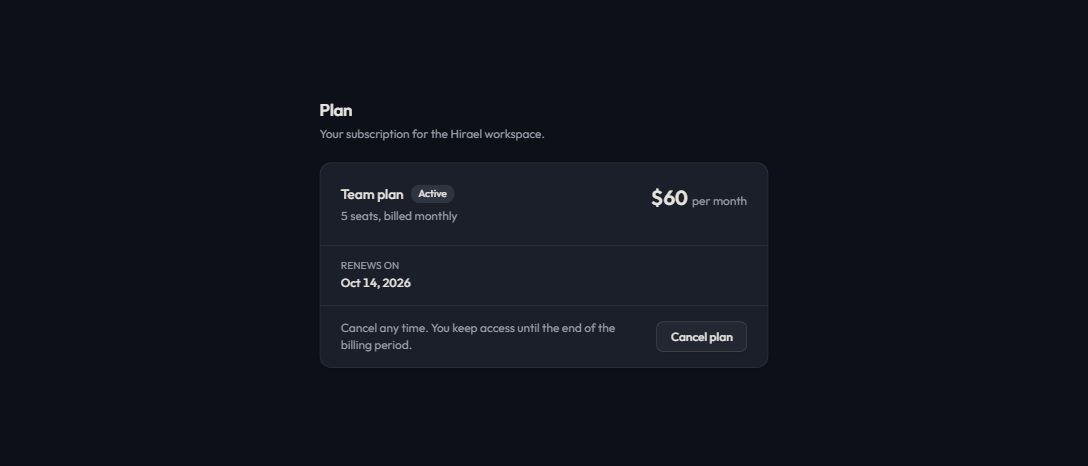 Plan
Your subscription for the Hirael workspace.
Team plan Active
$60 per month
5 seats, billed monthly
RENEWS ON
Oct 14, 2026
Cancel any time. You keep access until the end of the
billing period.
Cancel plan